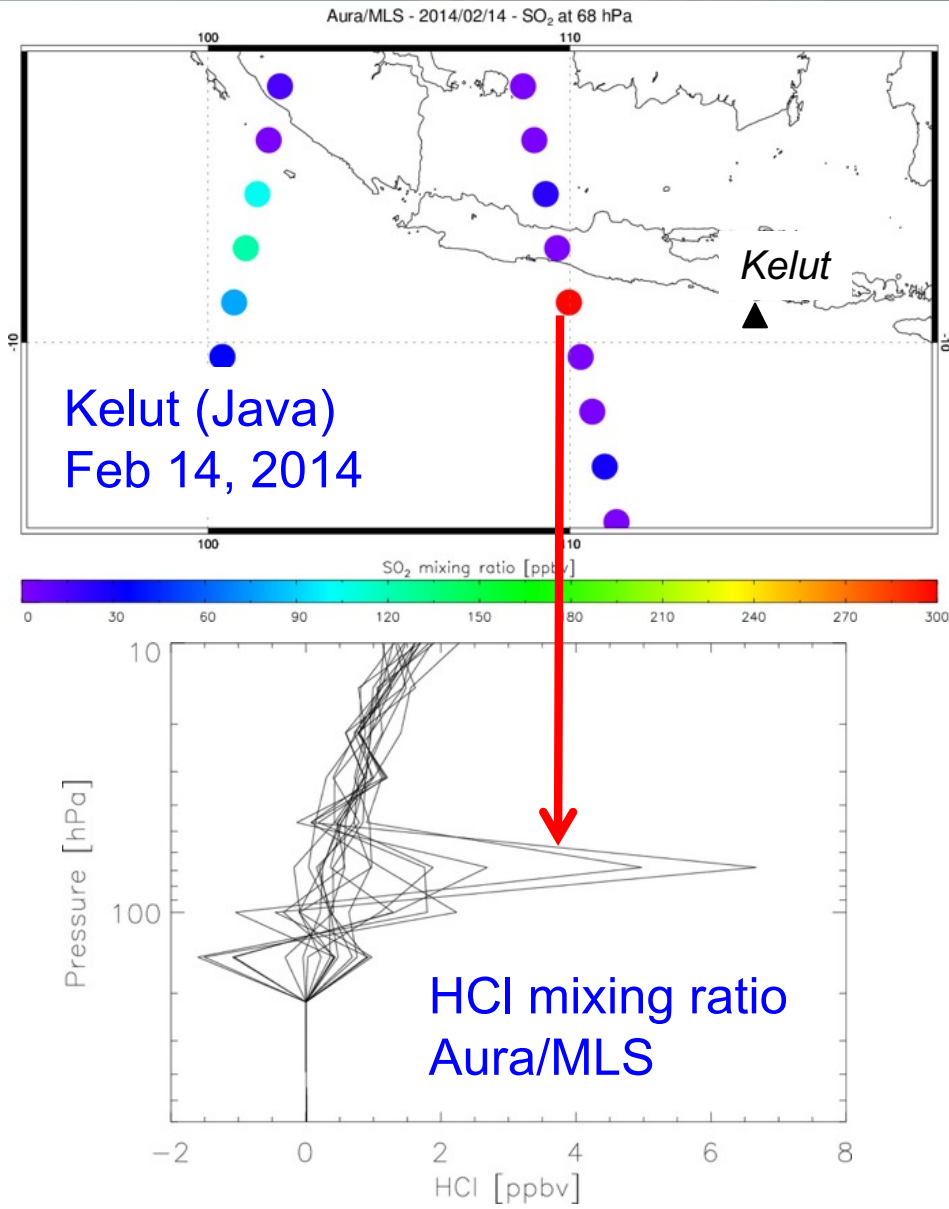 Aura/MLS - 2014/02/14 - SO₂ at 68 hPa
100 110
Kelut
-10 -10
Kelut (Java)
Feb 14, 2014
100 110
SO₂ mixing ratio [ppbv]
0 30 60 90 120 150 180 210 240 270 300
10
100
Pressure [hPa]
HCl mixing ratio
Aura/MLS
-2 0 2 4 6 8
HCl [ppbv]